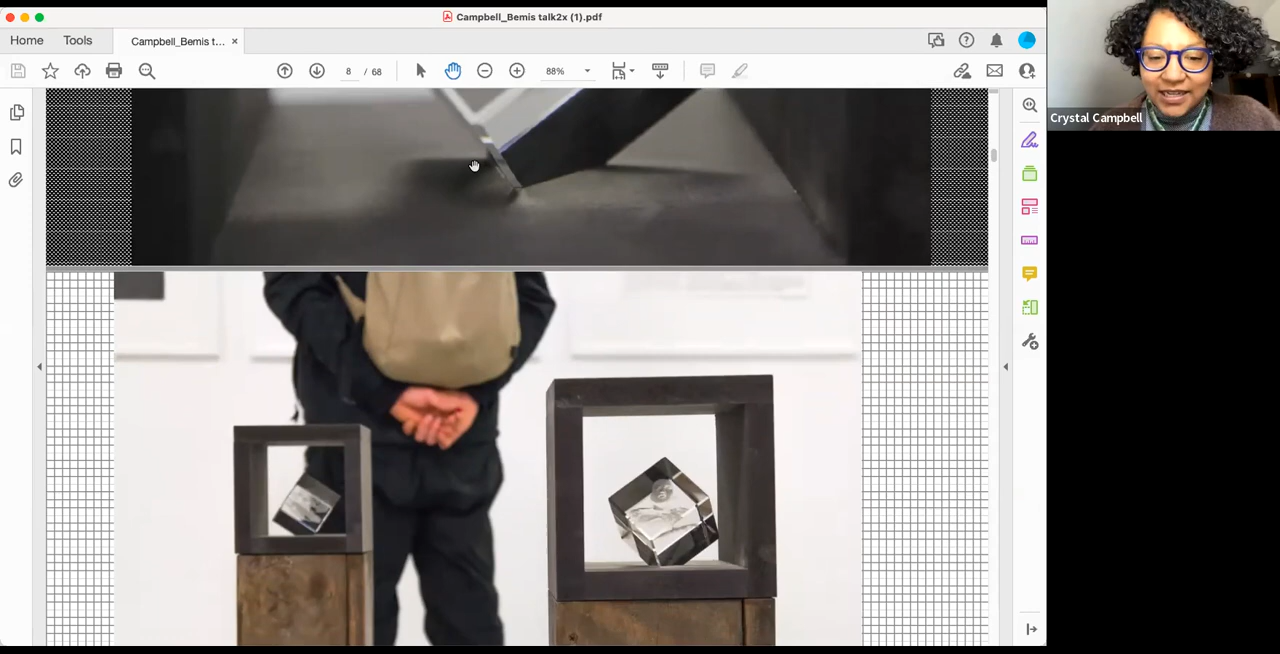 Campbell_Bemis talk2x (1).pdf
Home Tools Campbell_Bemis t... ×
8 / 68 88%
Crystal Campbell